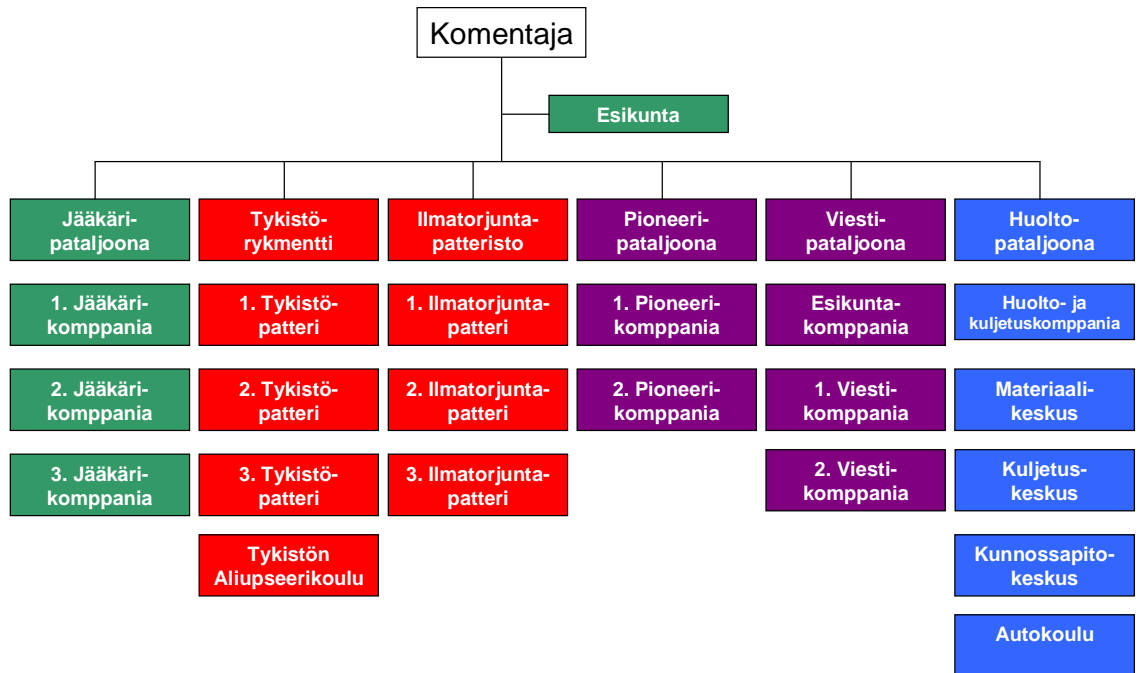 Komentaja
Esikunta
Jääkäri-
pataljoona
Tykistö-
rykmentti
Ilmatorjunta-
patteristo
Pioneeri-
pataljoona
Viesti-
pataljoona
Huolto-
pataljoona
1. Jääkäri-
komppania
1. Tykistö-
patteri
1. Ilmatorjunta-
patteri
1. Pioneeri-
komppania
Esikunta-
komppania
Huolto- ja
kuljetuskomppania
2. Jääkäri-
komppania
2. Tykistö-
patteri
2. Ilmatorjunta-
patteri
2. Pioneeri-
komppania
1. Viesti-
komppania
Materiaali-
keskus
3. Jääkäri-
komppania
3. Tykistö-
patteri
3. Ilmatorjunta-
patteri
2. Viesti-
komppania
Kuljetus-
keskus
Tykistön
Aliupseerikoulu
Kunnossapito-
keskus
Autokoulu